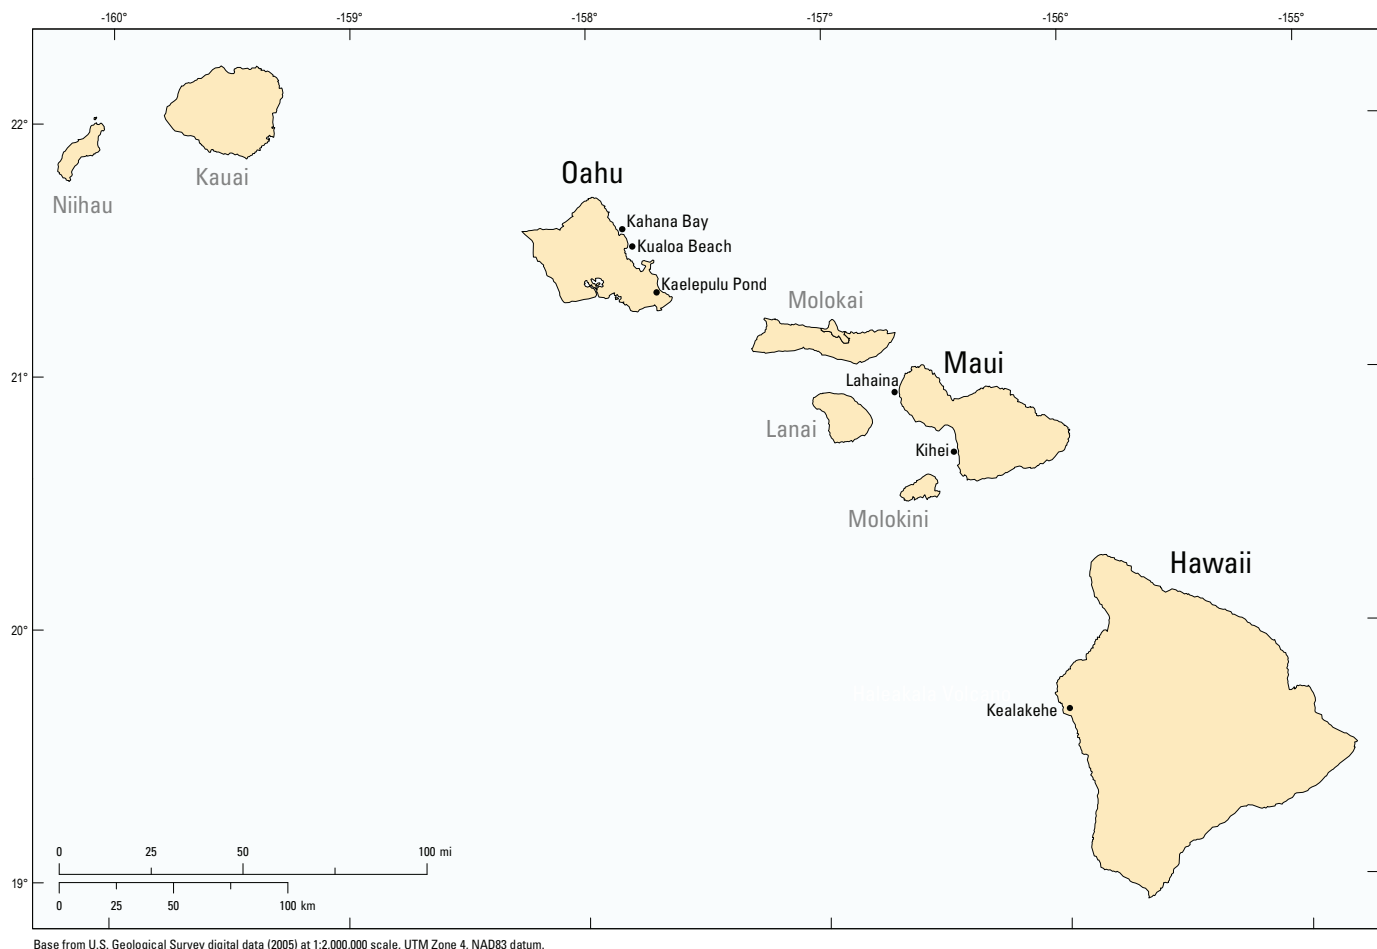 -160°
-159°
-158°
-157°
-156°
-155°
22°
Oahu
Kauai
Niihau
Kahana Bay
Kualoa Beach
Kaelepulu Pond
Molokai
21°
Maui
Lahaina
Lanai
Kihei
Molokini
Hawaii
20°
Kealakehe
0 25 50 100 mi
19°
0 25 50 100 km
Base from U.S. Geological Survey digital data (2005) at 1:2,000,000 scale, UTM Zone 4, NAD83 datum.